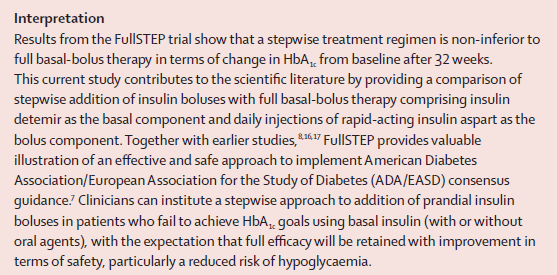 Interpretation
Results from the FullSTEP trial show that a stepwise treatment regimen is non-inferior to
full basal-bolus therapy in terms of change in HbA1c from baseline after 32 weeks.
This current study contributes to the scientific literature by providing a comparison of
stepwise addition of insulin boluses with full basal-bolus therapy comprising insulin
detemir as the basal component and daily injections of rapid-acting insulin aspart as the
bolus component. Together with earlier studies,8,16,17 FullSTEP provides valuable
illustration of an effective and safe approach to implement American Diabetes
Association/European Association for the Study of Diabetes (ADA/EASD) consensus
guidance.7 Clinicians can institute a stepwise approach to addition of prandial insulin
boluses in patients who fail to achieve HbA1c goals using basal insulin (with or without
oral agents), with the expectation that full efficacy will be retained with improvement in
terms of safety, particularly a reduced risk of hypoglycaemia.